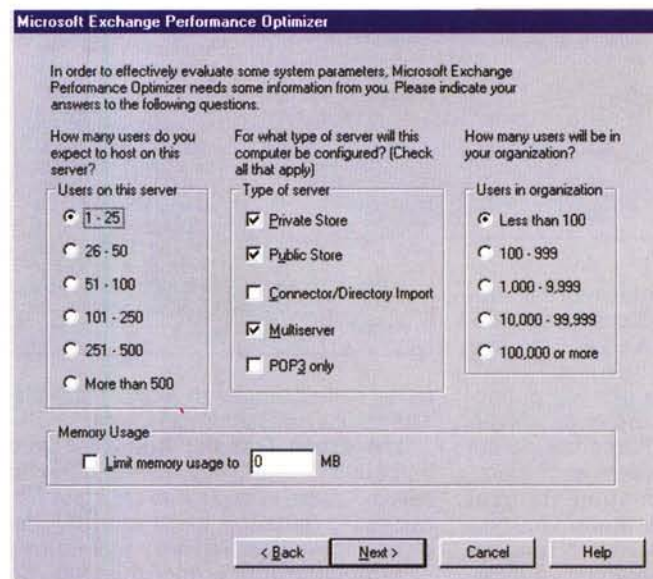 Microsoft Exchange Performance Optimizer
In order to effectively evaluate some system parameters, Microsoft Exchange
Performance Optimizer needs some information from you. Please indicate your
answers to the following questions.
How many users do you
expect to host on this
server?
Users on this server
1 - 25
26 - 50
51 - 100
101 - 250
251 - 500
More than 500
For what type of server will this
computer be configured? (Check
all that apply)
Type of server
Private Store
Public Store
Connector/Directory Import
Multiserver
POP3 only
How many users will be in
your organization?
Users in organization
Less than 100
100 - 999
1,000 - 9,999
10,000 - 99,999
100,000 or more
Memory Usage
Limit memory usage to 0 MB
< Back Next > Cancel Help